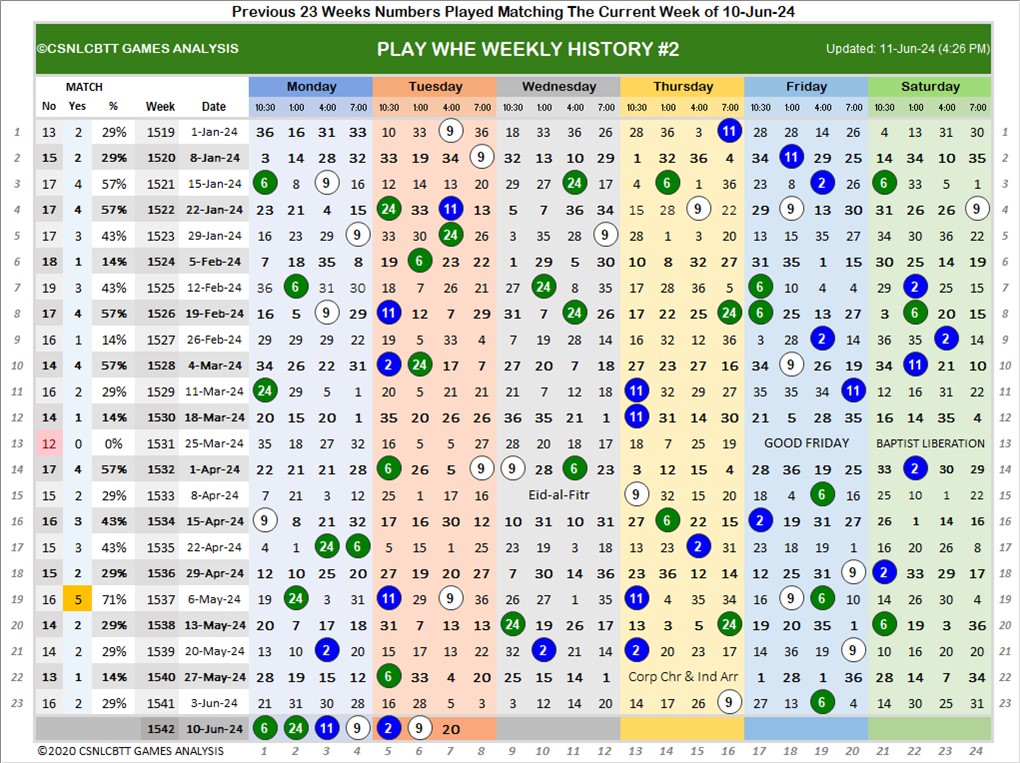 Previous 23 Weeks Numbers Played Matching The Current Week of 10-Jun-24
©CSNLCBTT GAMES ANALYSIS PLAY WHE WEEKLY HISTORY #2 Updated: 11-Jun-24 (4:26 PM)
MATCH Monday Tuesday Wednesday Thursday Friday Saturday
No Yes % Week Date 10:30 1:00 4:00 7:00 10:30 1:00 4:00 7:00 10:30 1:00 4:00 7:00 10:30 1:00 4:00 7:00 10:30 1:00 4:00 7:00 10:30 1:00 4:00 7:00
1 13 2 29% 1519 1-Jan-24 36 16 31 33 10 33 9 36 18 33 36 26 28 36 3 11 28 28 14 26 4 13 31 30 1
2 15 2 29% 1520 8-Jan-24 3 14 28 32 33 19 34 9 32 13 10 29 1 32 36 4 34 11 29 25 14 34 10 35 2
3 17 4 57% 1521 15-Jan-24 6 8 9 16 12 14 13 20 29 27 24 17 4 6 1 36 23 8 2 26 6 33 5 1 3
4 17 4 57% 1522 22-Jan-24 23 21 4 15 24 33 11 13 5 7 36 34 15 28 9 22 29 9 13 30 31 26 26 9 4
5 17 3 43% 1523 29-Jan-24 16 23 29 9 33 30 24 26 3 35 28 9 28 1 3 20 13 15 35 27 34 30 36 22 5
6 18 1 14% 1524 5-Feb-24 7 18 35 8 19 6 23 22 1 29 5 30 10 8 32 27 31 35 1 15 30 25 14 19 6
7 19 3 43% 1525 12-Feb-24 36 6 31 30 18 7 26 21 27 24 8 35 17 28 36 5 6 10 4 4 29 2 25 15 7
8 17 4 57% 1526 19-Feb-24 16 5 9 29 11 12 7 29 31 7 24 26 17 22 25 24 6 25 13 27 3 6 20 15 8
9 16 1 14% 1527 26-Feb-24 29 29 29 22 19 5 33 4 7 19 28 14 16 32 12 36 3 28 2 14 36 35 2 14 9
10 14 4 57% 1528 4-Mar-24 34 26 22 31 2 24 17 7 27 20 7 18 27 23 27 16 34 9 26 19 34 11 21 10 10
11 16 2 29% 1529 11-Mar-24 24 29 5 1 20 5 21 21 21 7 12 18 11 32 29 27 35 35 34 11 12 16 31 22 11
12 14 1 14% 1530 18-Mar-24 20 15 20 1 35 20 26 26 36 35 21 1 11 31 14 30 21 5 28 35 16 14 35 4 12
13 12 0 0% 1531 25-Mar-24 35 18 27 32 16 5 5 27 28 20 18 17 18 7 25 19 GOOD FRIDAY BAPTIST LIBERATION 13
14 17 4 57% 1532 1-Apr-24 22 21 21 28 6 26 5 9 9 28 6 23 3 12 15 4 28 36 19 25 33 2 30 29 14
15 15 2 29% 1533 8-Apr-24 7 21 3 12 25 1 17 16 Eid-al-Fitr 9 32 15 20 18 4 6 16 25 10 1 22 15
16 16 3 43% 1534 15-Apr-24 9 8 21 32 17 16 30 12 10 31 10 31 27 6 22 15 2 19 31 27 26 1 14 16 16
17 15 3 43% 1535 22-Apr-24 4 1 24 6 5 15 1 25 23 19 3 18 13 23 2 31 23 18 19 1 16 20 26 8 17
18 15 2 29% 1536 29-Apr-24 12 10 25 20 27 19 20 27 7 30 14 36 23 36 12 14 12 25 31 9 2 33 29 17 18
19 16 5 71% 1537 6-May-24 19 24 3 31 11 29 9 36 26 27 1 35 11 4 35 34 16 9 6 10 14 26 30 4 19
20 14 2 29% 1538 13-May-24 20 7 17 18 31 7 13 13 24 19 26 17 13 3 5 24 19 20 35 1 6 19 3 36 20
21 14 2 29% 1539 20-May-24 13 10 2 20 15 17 13 22 32 2 21 14 2 20 23 17 14 36 19 9 10 16 20 20 21
22 13 1 14% 1540 27-May-24 28 19 15 12 6 33 4 20 25 15 14 1 Corp Chr & Ind Arr 1 28 1 36 28 14 7 34 22
23 16 2 29% 1541 3-Jun-24 21 31 30 28 16 28 5 3 3 12 14 20 14 17 26 9 27 13 6 4 14 30 25 31 23
1542 10-Jun-24 6 24 11 9 2 9 20
©2020 CSNLCBTT GAMES ANALYSIS 1 2 3 4 5 6 7 8 9 10 11 12 13 14 15 16 17 18 19 20 21 22 23 24